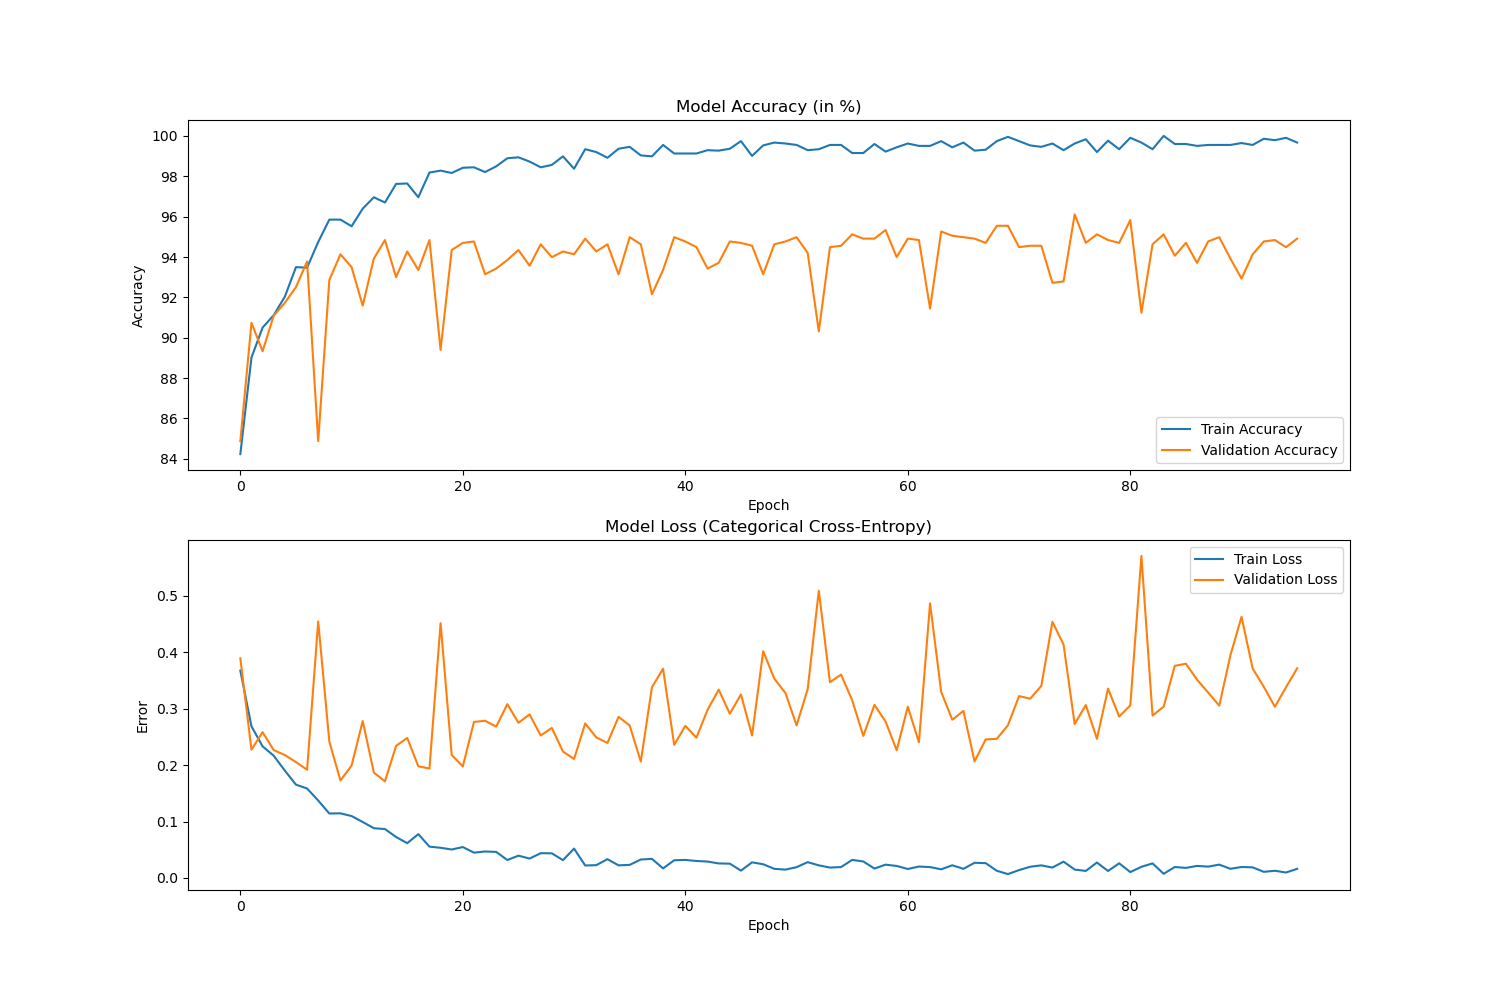 Model Accuracy (in %)
100
98
96
94
92
90
88
86
84
Accuracy
Train Accuracy
Validation Accuracy
0 20 40 60 80
Epoch
Model Loss (Categorical Cross-Entropy)
Train Loss
Validation Loss
0.5
0.4
0.3
0.2
0.1
0.0
Error
0 20 40 60 80
Epoch